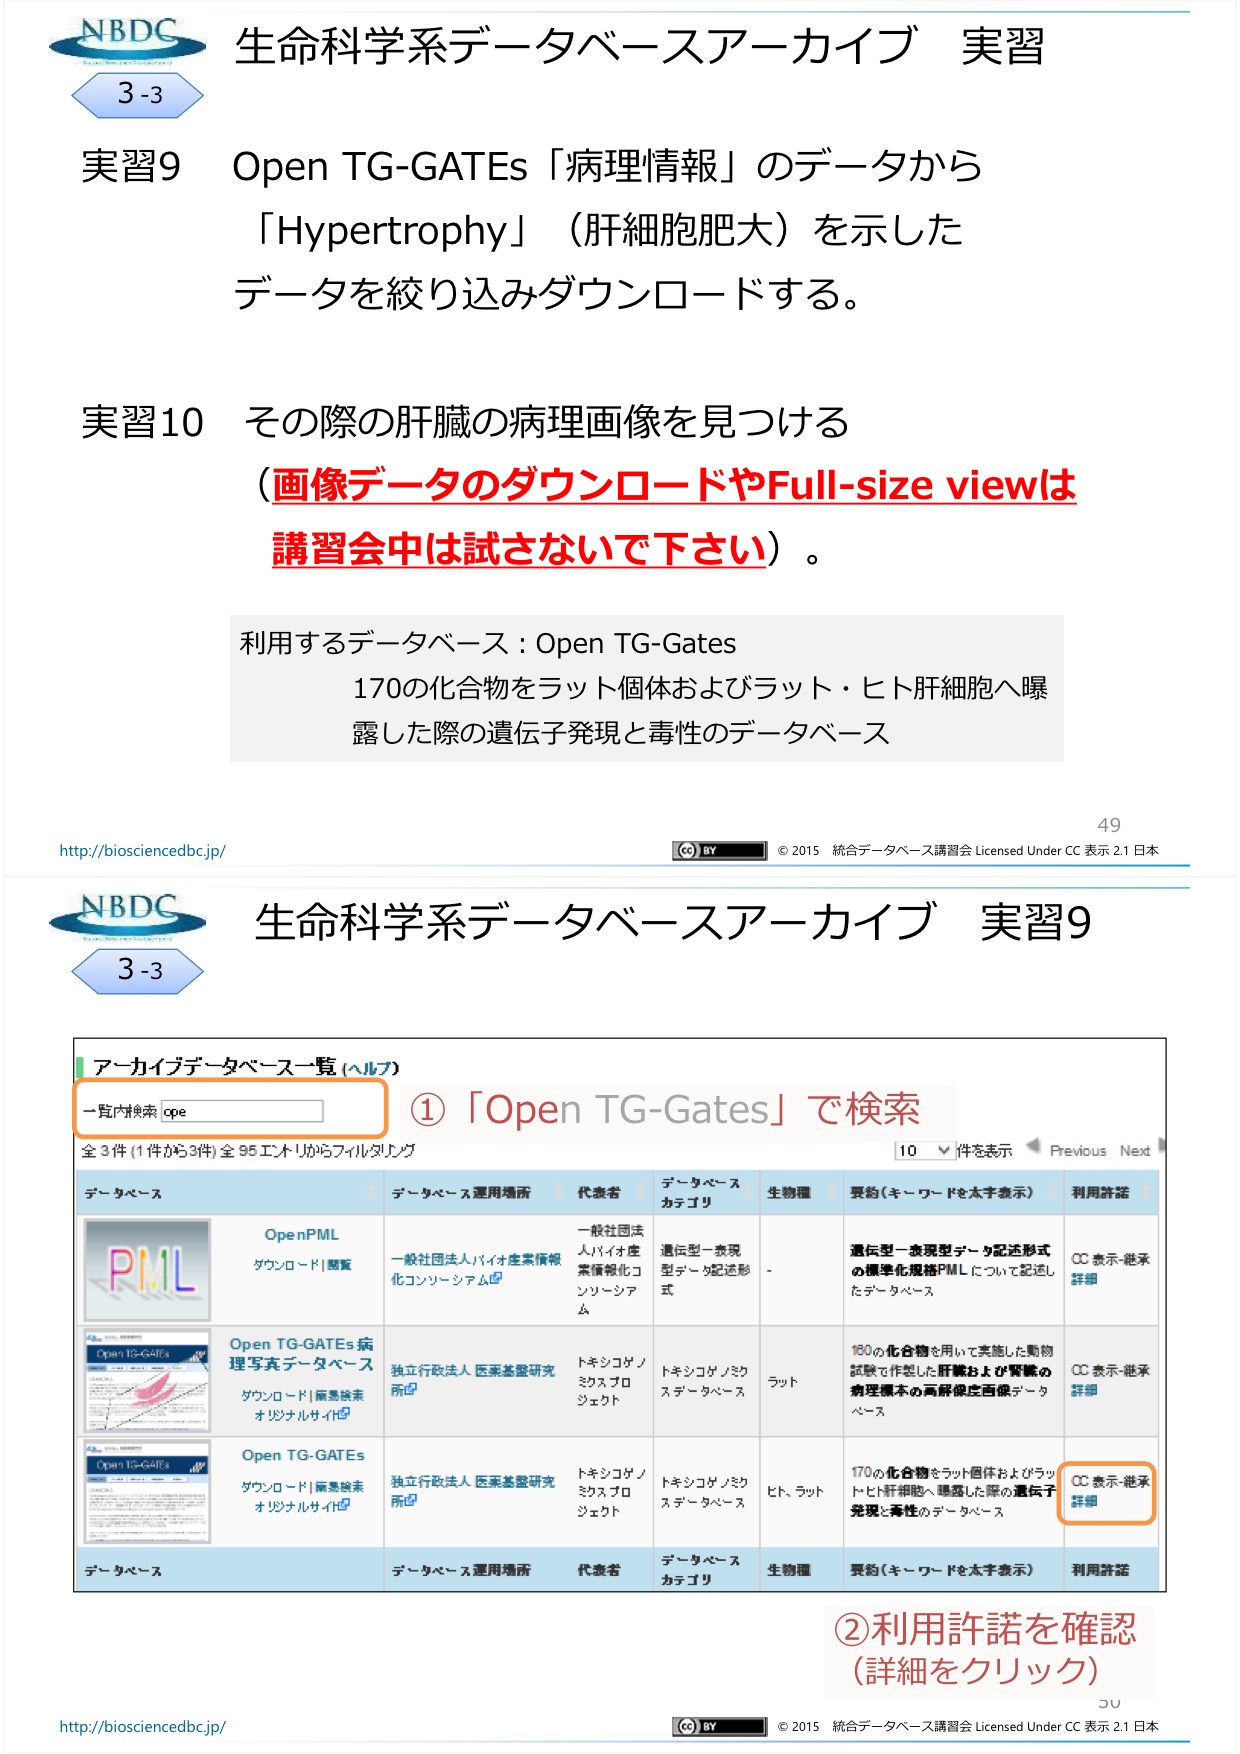 NBDC
生命科学系データベースアーカイブ　実習
3-3
実習9　Open TG-GATEs「病理情報」のデータから
「Hypertrophy」（肝細胞肥大）を示した
データを絞り込みダウンロードする。
実習10　その際の肝臓の病理画像を見つける
（画像データのダウンロードやFull-size viewは
講習会中は試さないで下さい）。
利用するデータベース：Open TG-Gates
170の化合物をラット個体およびラット・ヒト肝細胞へ曝
露した際の遺伝子発現と毒性のデータベース
49
http://biosciencedbc.jp/
cc BY
© 2015　統合データベース講習会 Licensed Under CC 表示 2.1 日本
NBDC
生命科学系データベースアーカイブ　実習9
3-3
アーカイブデータベース一覧 (ヘルプ)
一覧内検索 ope
①「Open TG-Gates」で検索
全 3 件 (1 件から3件) 全 95 エントリからフィルタリング
10 件を表示 Previous Next
データベース データベース運用場所 代表者 データベースカテゴリ 生物種 要約(キーワードを太字表示) 利用許諾
PML
OpenPML
ダウンロード | 閲覧
一般社団法人バイオ産業情報
化コンソーシアム
一般社団法
人バイオ産
業情報化コ
ンソーシア
ム
遺伝型ー表現
型データ記述形
式
-
遺伝型ー表現型データ記述形式
の標準化規格PML について記述し
たデータベース
CC 表示-継承
詳細
Open TG-GATEs
Open TG-GATEs 病
理写真データベース
ダウンロード | 簡易検索
オリジナルサイト
独立行政法人 医薬基盤研究
所
トキシコゲノ
ミクス プロ
ジェクト
トキシコゲノミク
スデータベース
ラット
160の化合物を用いて実施した動物
試験で作製した肝臓および腎臓の
病理標本の高解像度画像データ
ベース
CC 表示-継承
詳細
Open TG-GATEs
Open TG-GATEs
ダウンロード | 簡易検索
オリジナルサイト
独立行政法人 医薬基盤研究
所
トキシコゲノ
ミクス プロ
ジェクト
トキシコゲノミク
スデータベース
ヒト、ラット
170の化合物をラット個体およびラッ
ト・ヒト肝細胞へ曝露した際の遺伝子
発現と毒性のデータベース
CC 表示-継承
詳細
データベース データベース運用場所 代表者 データベースカテゴリ 生物種 要約(キーワードを太字表示) 利用許諾
②利用許諾を確認
（詳細をクリック）
50
http://biosciencedbc.jp/
cc BY
© 2015　統合データベース講習会 Licensed Under CC 表示 2.1 日本